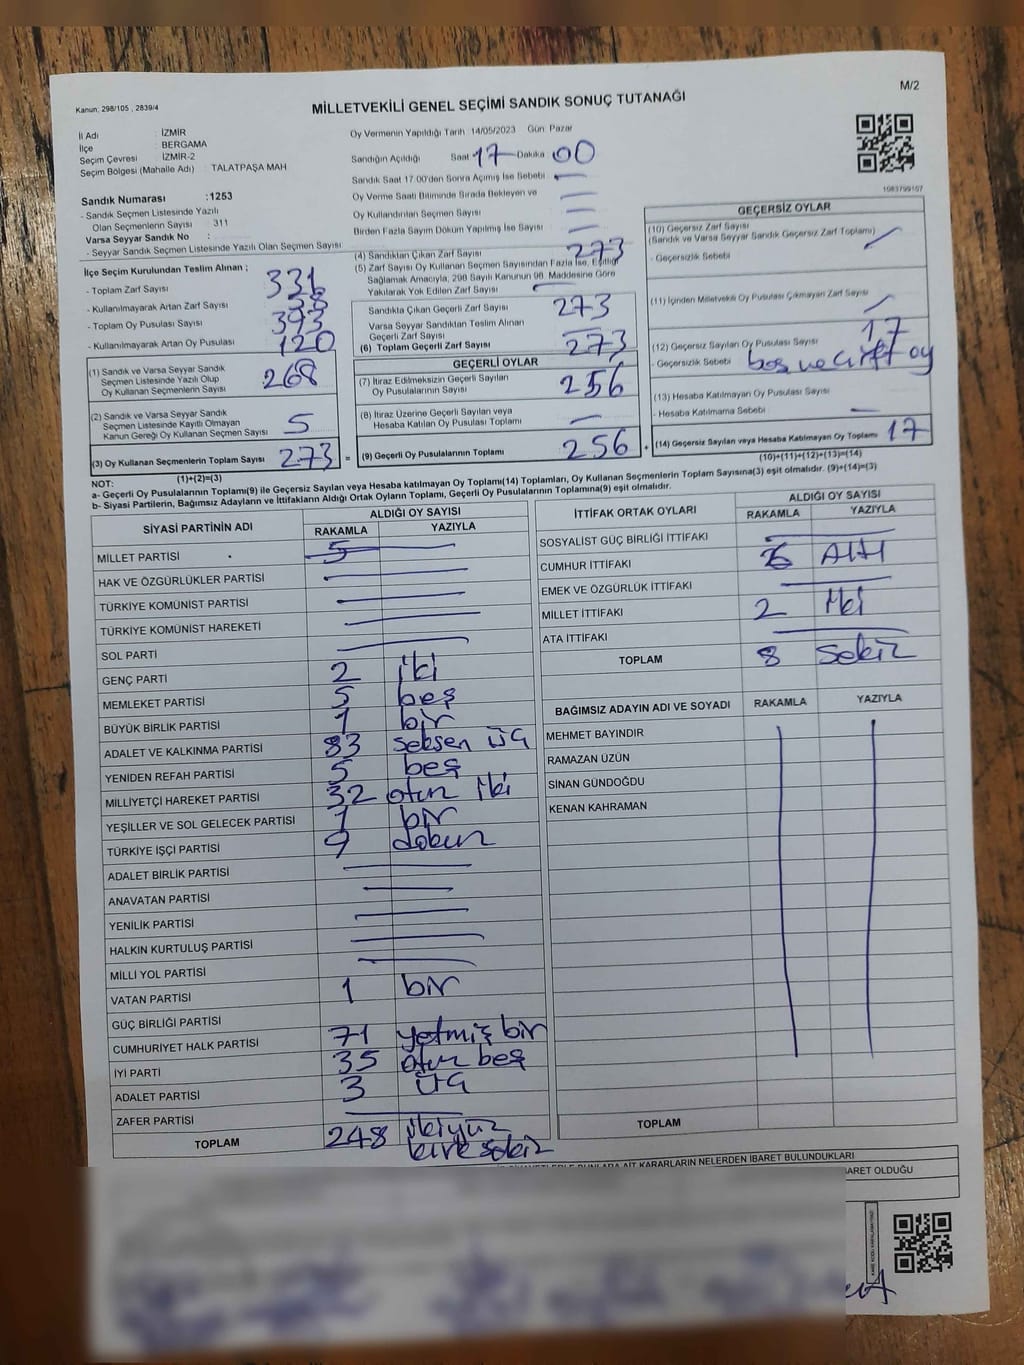 M/2
Kanun; 298/105 , 2839/4
MİLLETVEKİLİ GENEL SEÇİMİ SANDIK SONUÇ TUTANAĞI
İl Adı : İZMİR
İlçe : BERGAMA
Seçim Çevresi : İZMİR-2
Seçim Bölgesi (Mahalle Adı) : TALATPAŞA MAH
Oy Vermenin Yapıldığı Tarih 14/05/2023 Gün Pazar
Sandığın Açıldığı Saat 17 Dakika 00
Sandık Saat 17.00'den Sonra Açımış İse Sebebi
Oy Verme Saati Bitiminde Sırada Bekleyen ve
Oy Kullandırılan Seçmen Sayısı
Birden Fazla Sayım Döküm Yapılmış İse Sayısı
1083799107
Sandık Numarası :1253
- Sandık Seçmen Listesinde Yazılı
Olan Seçmenlerin Sayısı : 311
Varsa Seyyar Sandık No :
- Seyyar Sandık Seçmen Listesinde Yazılı Olan Seçmen Sayısı
İlçe Seçim Kurulundan Teslim Alınan ;
- Toplam Zarf Sayısı 331
- Kullanılmayarak Artan Zarf Sayısı
- Toplam Oy Pusulası Sayısı 393
- Kullanılmayarak Artan Oy Pusulası 120
(1) Sandık ve Varsa Seyyar Sandık
Seçmen Listesinde Yazılı Olup
Oy Kullanan Seçmenlerin Sayısı 268
(2) Sandık ve Varsa Seyyar Sandık
Seçmen Listesinde Kayıtlı Olmayan
Kanun Gereği Oy Kullanan Seçmen Sayısı 5
(3) Oy Kullanan Seçmenlerin Toplam Sayısı 273 =
(1)+(2)=(3)
(4) Sandıktan Çıkan Zarf Sayısı 273
(5) Zarf Sayısı Oy Kullanan Seçmen Sayısından Fazla İse, Eşitliği
Sağlamak Amacıyla, 298 Sayılı Kanunun 98. Maddesine Göre
Yakılarak Yok Edilen Zarf Sayısı
Sandıkla Çıkan Geçerli Zarf Sayısı 273
Varsa Seyyar Sandıktan Teslim Alınan
Geçerli Zarf Sayısı
(6) Toplam Geçerli Zarf Sayısı 273
GEÇERLİ OYLAR
(7) İtiraz Edilmeksizin Geçerli Sayılan
Oy Pusulalarının Sayısı 256
(8) İtiraz Üzerine Geçerli Sayılan veya
Hesaba Katılan Oy Pusulası Toplamı
(9) Geçerli Oy Pusulalarının Toplamı 256 +
GEÇERSİZ OYLAR
(10) Geçersiz Zarf Sayısı
(Sandık ve Varsa Seyyar Sandık Geçersiz Zarf Toplamı)
- Geçersizlik Sebebi
(11) İçinden Milletvekili Oy Pusulası Çıkmayan Zarf Sayısı
(12) Geçersiz Sayılan Oy Pusulası Sayısı 17
- Geçersizlik Sebebi boş ve çift oy
(13) Hesaba Katılmayan Oy Pusulası Sayısı
- Hesaba Katılmama Sebebi
(14) Geçersiz Sayılan veya Hesaba Katılmayan Oy Toplamı 17
(10)+(11)+(12)+(13)=(14)
NOT:
a- Geçerli Oy Pusulalarının Toplamı(9) ile Geçersiz Sayılan veya Hesaba katılmayan Oy Toplamı(14) Toplamları, Oy Kullanan Seçmenlerin Toplam Sayısına(3) eşit olmalıdır. (9)+(14)=(3)
b- Siyasi Partilerin, Bağımsız Adayların ve İttifakların Aldığı Ortak Oyların Toplamı, Geçerli Oy Pusulalarının Toplamına(9) eşit olmalıdır.
SİYASİ PARTİNİN ADI ALDIĞI OY SAYISI
RAKAMLA YAZIYLA
MİLLET PARTİSI 5
HAK VE ÖZGÜRLÜKLER PARTİSİ
TÜRKİYE KOMÜNİST PARTİSİ
TÜRKİYE KOMÜNİST HAREKETİ
SOL PARTİ
GENÇ PARTİ 2 iki
MEMLEKET PARTİSİ 5 beş
BÜYÜK BİRLİK PARTİSİ 1 bir
ADALET VE KALKINMA PARTİSİ 83 seksen üç
YENİDEN REFAH PARTİSİ 5 beş
MİLLİYETÇİ HAREKET PARTİSİ 32 otuz iki
YEŞİLLER VE SOL GELECEK PARTİSİ 1 bir
TÜRKİYE İŞÇİ PARTİSİ 9 dokuz
ADALET BİRLİK PARTİSİ
ANAVATAN PARTİSİ
YENİLİK PARTİSİ
HALKIN KURTULUŞ PARTİSİ
MİLLİ YOL PARTİSİ
VATAN PARTİSİ 1 bir
GÜÇ BİRLİĞİ PARTİSİ
CUMHURİYET HALK PARTİSİ 71 yetmiş bir
İYİ PARTİ 35 otuz beş
ADALET PARTİSİ 3 üç
ZAFER PARTİSİ
TOPLAM 248 ikiyüz
kırk sekiz
İTTİFAK ORTAK OYLARI ALDIĞI OY SAYISI
RAKAMLA YAZIYLA
SOSYALİST GÜÇ BİRLİĞİ İTTİFAKI
CUMHUR İTTİFAKI 6 Altı
EMEK VE ÖZGÜRLÜK İTTİFAKI
MİLLET İTTİFAKI 2 İki
ATA İTTİFAKI
TOPLAM 8 Sekiz
BAĞIMSIZ ADAYIN ADI VE SOYADI RAKAMLA YAZIYLA
MEHMET BAYINDIR
RAMAZAN ÜZÜN
SİNAN GÜNDOĞDU
KENAN KAHRAMAN
TOPLAM
KARARLARIN NELERDEN İBARET BULUNDUKLARI
BARET OLDUĞU